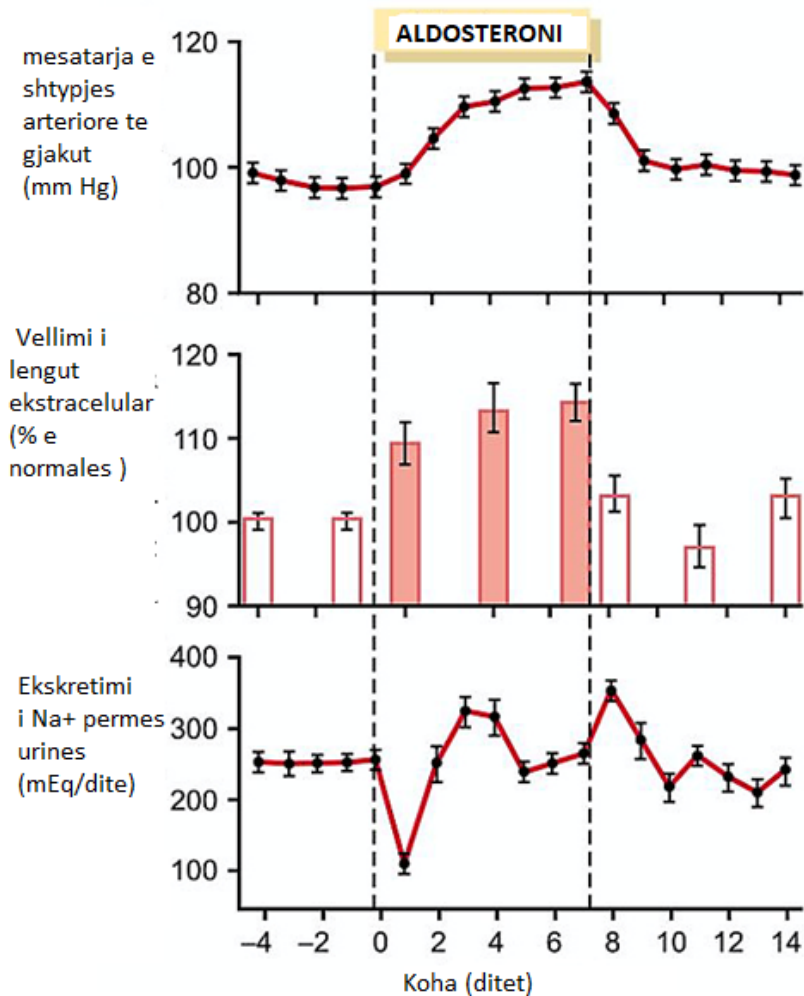 ALDOSTERONI
mesatarja e
shtypjes
arteriore te
gjakut
(mm Hg)
120
100
80
Vellimi i
lengut
ekstracelular
(% e
normales )
120
110
100
90
Ekskretimi
i Na+ permes
urines
(mEq/dite)
400
300
200
100
–4 –2 0 2 4 6 8 10 12 14
Koha (ditet)